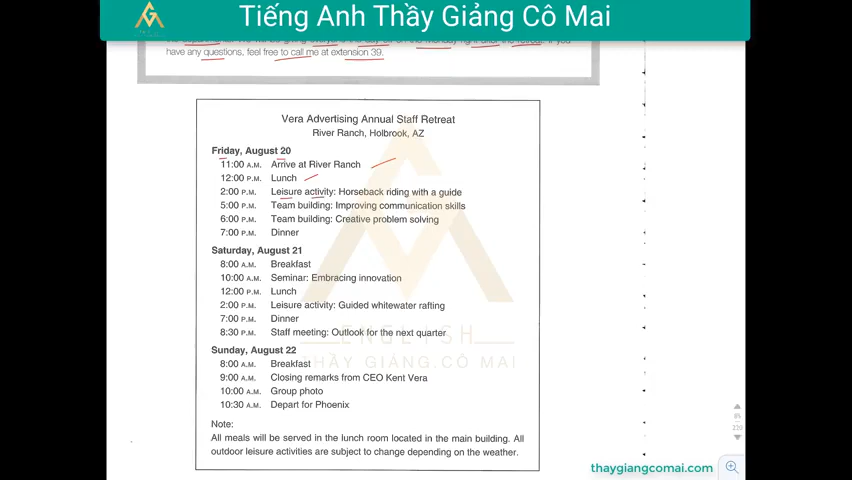 Tiếng Anh Thầy Giảng Cô Mai
have any questions, feel free to call me at extension 39.
Vera Advertising Annual Staff Retreat
River Ranch, Holbrook, AZ
Friday, August 20
11:00 A.M. Arrive at River Ranch
12:00 P.M. Lunch
2:00 P.M. Leisure activity: Horseback riding with a guide
5:00 P.M. Team building: Improving communication skills
6:00 P.M. Team building: Creative problem solving
7:00 P.M. Dinner
Saturday, August 21
8:00 A.M. Breakfast
10:00 A.M. Seminar: Embracing innovation
12:00 P.M. Lunch
2:00 P.M. Leisure activity: Guided whitewater rafting
7:00 P.M. Dinner
8:30 P.M. Staff meeting: Outlook for the next quarter
ENGLISH
THẦY GIẢNG.CÔ MAI
Sunday, August 22
8:00 A.M. Breakfast
9:00 A.M. Closing remarks from CEO Kent Vera
10:00 A.M. Group photo
10:30 A.M. Depart for Phoenix
Note:
All meals will be served in the lunch room located in the main building. All
outdoor leisure activities are subject to change depending on the weather.
85
220
thaygiangcomai.com